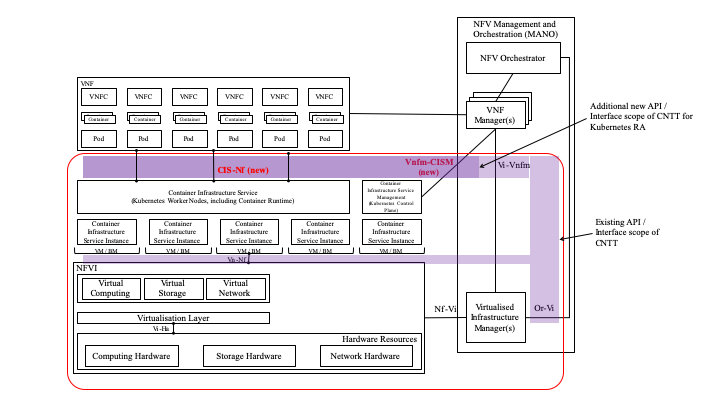 NFV Management and
Orchestration (MANO)
NFV Orchestrator
VNF
VNFC VNFC VNFC VNFC VNFC VNFC
Container Container Container Container Container Container
Pod Pod Pod Pod Pod Pod
VNF
Manager(s)
Additional new API /
Interface scope of CNTT for
Kubernetes RA
CIS-NI (new)
Vnfm-CISM
(new)
Vi-Vnfm
Container Infrastructure Service
(Kubernetes Worker Nodes, including Container Runtime)
Container
Infrastructure Service
Management
(Kubernetes Control
Plane)
Container
Infrastructure
Service Instance
Container
Infrastructure
Service Instance
Container
Infrastructure
Service Instance
Container
Infrastructure
Service Instance
Container
Infrastructure
Service Instance
VM / BM VM / BM VM / BM VM / BM VM / BM
Existing API /
Interface scope of
CNTT
Vn-Nf
NFVI
Virtual
Computing
Virtual
Storage
Virtual
Network
Virtualisation Layer
Vi-Ha
Hardware Resources
Computing Hardware
Storage Hardware
Network Hardware
Nf-Vi
Virtualised
Infrastructure
Manager(s)
Or-Vi